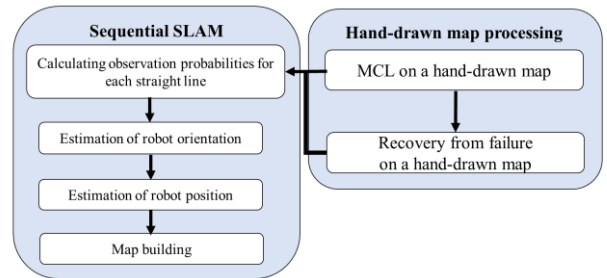 Sequential SLAM
Calculating observation probabilities for
each straight line
Estimation of robot orientation
Estimation of robot position
Map building
Hand-drawn map processing
MCL on a hand-drawn map
Recovery from failure
on a hand-drawn map